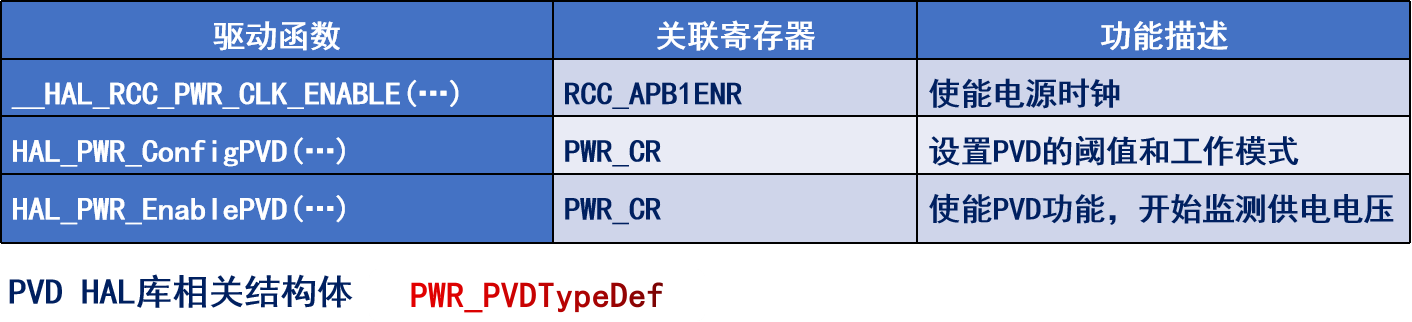 驱动函数 关联寄存器 功能描述
__HAL_RCC_PWR_CLK_ENABLE(…) RCC_APB1ENR 使能电源时钟
HAL_PWR_ConfigPVD(…) PWR_CR 设置PVD的阈值和工作模式
HAL_PWR_EnablePVD(…) PWR_CR 使能PVD功能，开始监测供电电压
PVD HAL库相关结构体 PWR_PVDTypeDef